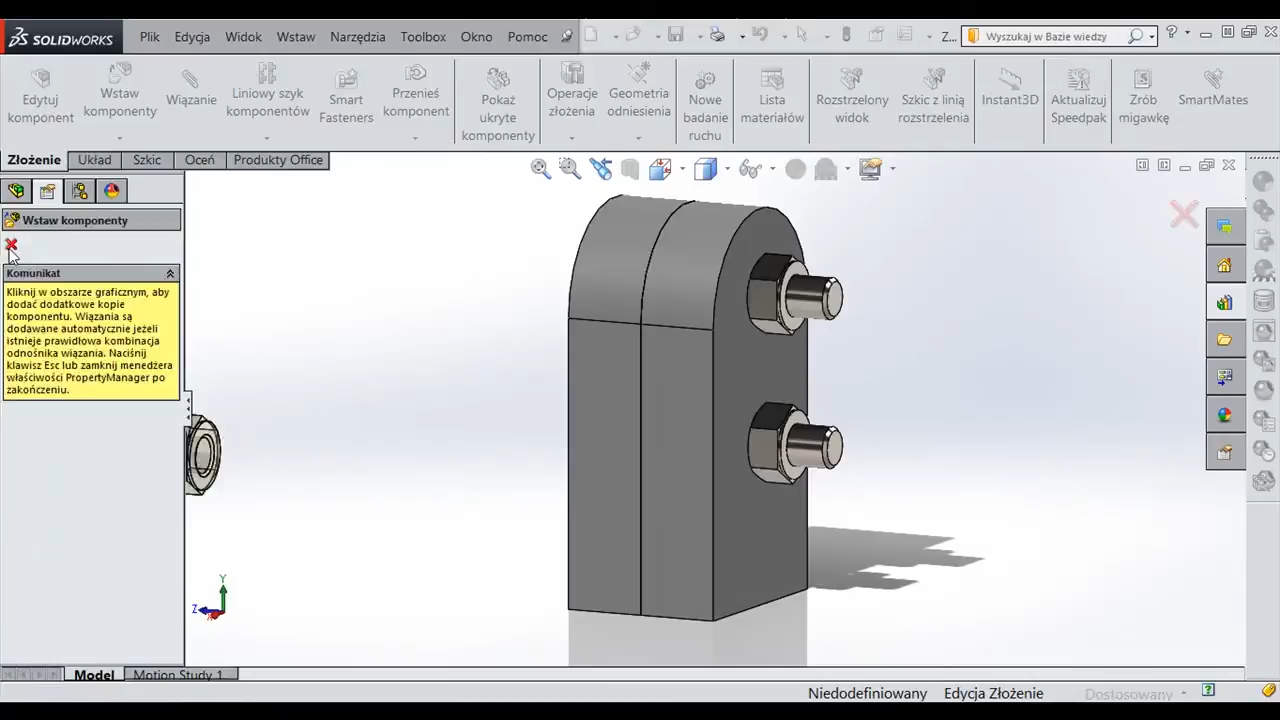 SOLIDWORKS
Plik
Edycja
Widok
Wstaw
Narzędzia
Toolbox
Okno
Pomoc
Z...
Wyszukaj w Bazie wiedzy
?
Edytuj
komponent
Wstaw
komponenty
Wiązanie
Liniowy szyk
komponentów
Smart
Fasteners
Przenieś
komponent
Pokaż
ukryte
komponenty
Operacje
złożenia
Geometria
odniesienia
Nowe
badanie
ruchu
Lista
materiałów
Rozstrzelony
widok
Szkic z linią
rozstrzelenia
Instant3D
Aktualizuj
Speedpak
Zrób
migawkę
SmartMates
Złożenie
Układ
Szkic
Oceń
Produkty Office
Wstaw komponenty
Komunikat
Kliknij w obszarze graficznym, aby
dodać dodatkowe kopie
komponentu. Wiązania są
dodawane automatycznie jeżeli
istnieje prawidłowa kombinacja
odnośnika wiązania. Naciśnij
klawisz Esc lub zamknij menedżera
właściwości PropertyManager po
zakończeniu.
Y
Z
X
Model
Motion Study 1
Niedodefiniowany
Edycja Złożenie
Dostosowany
?